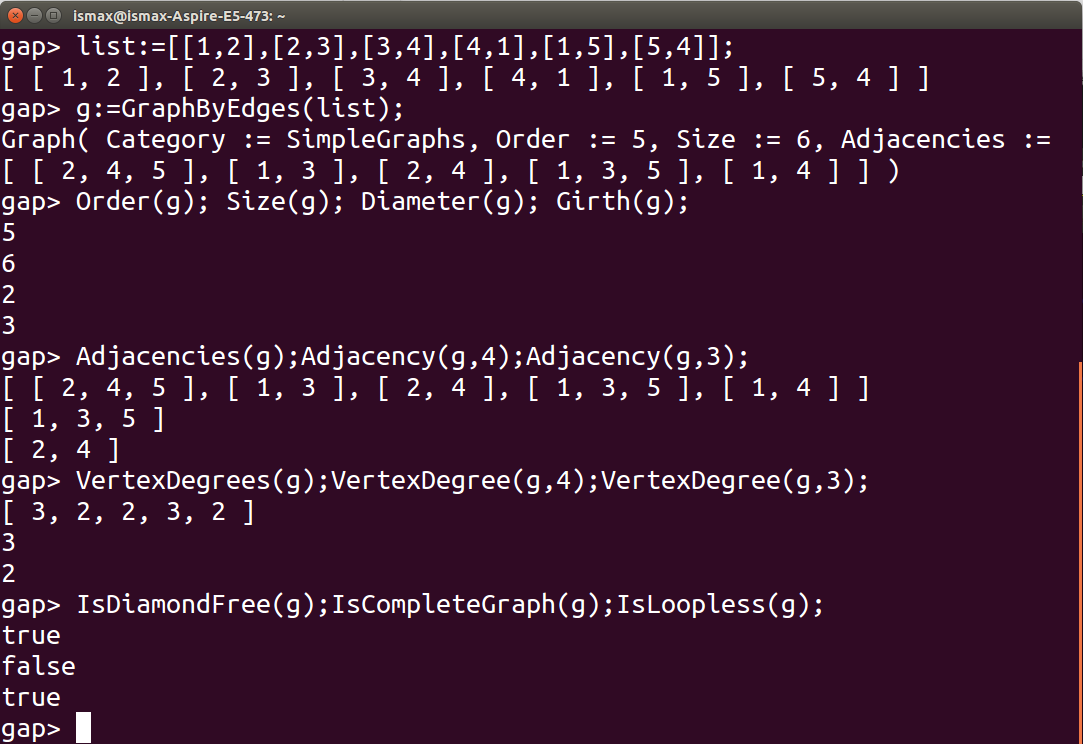 ismax@ismax-Aspire-E5-473: ~
gap> list:=[[1,2],[2,3],[3,4],[4,1],[1,5],[5,4]];
[ [ 1, 2 ], [ 2, 3 ], [ 3, 4 ], [ 4, 1 ], [ 1, 5 ], [ 5, 4 ] ]
gap> g:=GraphByEdges(list);
Graph( Category := SimpleGraphs, Order := 5, Size := 6, Adjacencies :=
[ [ 2, 4, 5 ], [ 1, 3 ], [ 2, 4 ], [ 1, 3, 5 ], [ 1, 4 ] ] )
gap> Order(g); Size(g); Diameter(g); Girth(g);
5
6
2
3
gap> Adjacencies(g);Adjacency(g,4);Adjacency(g,3);
[ [ 2, 4, 5 ], [ 1, 3 ], [ 2, 4 ], [ 1, 3, 5 ], [ 1, 4 ] ]
[ 1, 3, 5 ]
[ 2, 4 ]
gap> VertexDegrees(g);VertexDegree(g,4);VertexDegree(g,3);
[ 3, 2, 2, 3, 2 ]
3
2
gap> IsDiamondFree(g);IsCompleteGraph(g);IsLoopless(g);
true
false
true
gap>